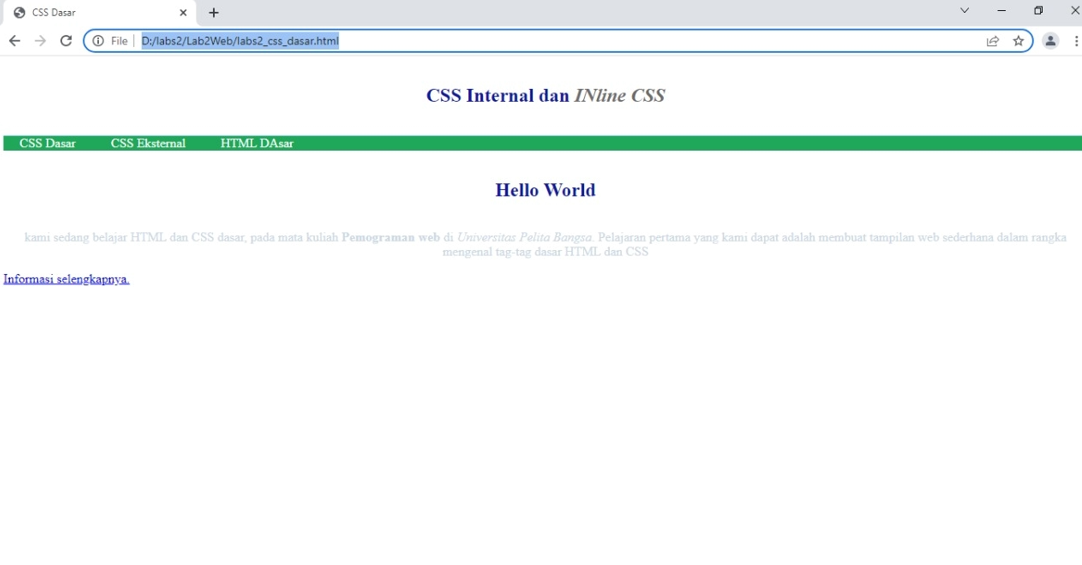 CSS Dasar
File D:/labs2/Lab2Web/labs2_css_dasar.html
CSS Internal dan INline CSS
CSS Dasar CSS Eksternal HTML DAsar
Hello World
kami sedang belajar HTML dan CSS dasar, pada mata kuliah Pemograman web di Universitas Pelita Bangsa. Pelajaran pertama yang kami dapat adalah membuat tampilan web sederhana dalam rangka
mengenal tag-tag dasar HTML dan CSS
Informasi selengkapnya.